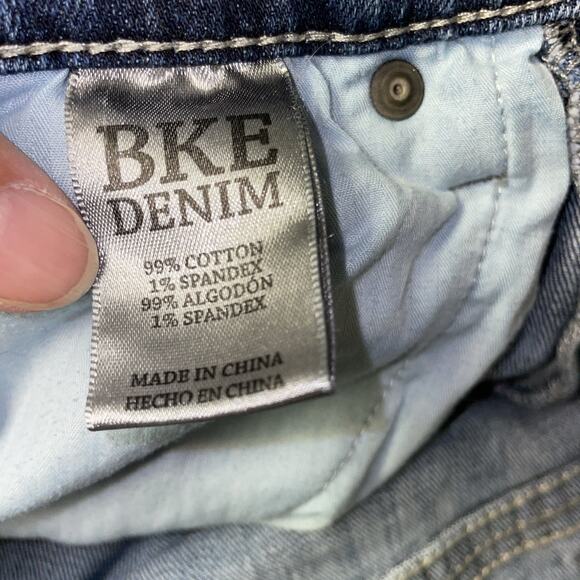 BKE
DENIM
99% COTTON
1% SPANDEX
99% ALGODÓN
1% SPANDEX
MADE IN CHINA
HECHO EN CHINA